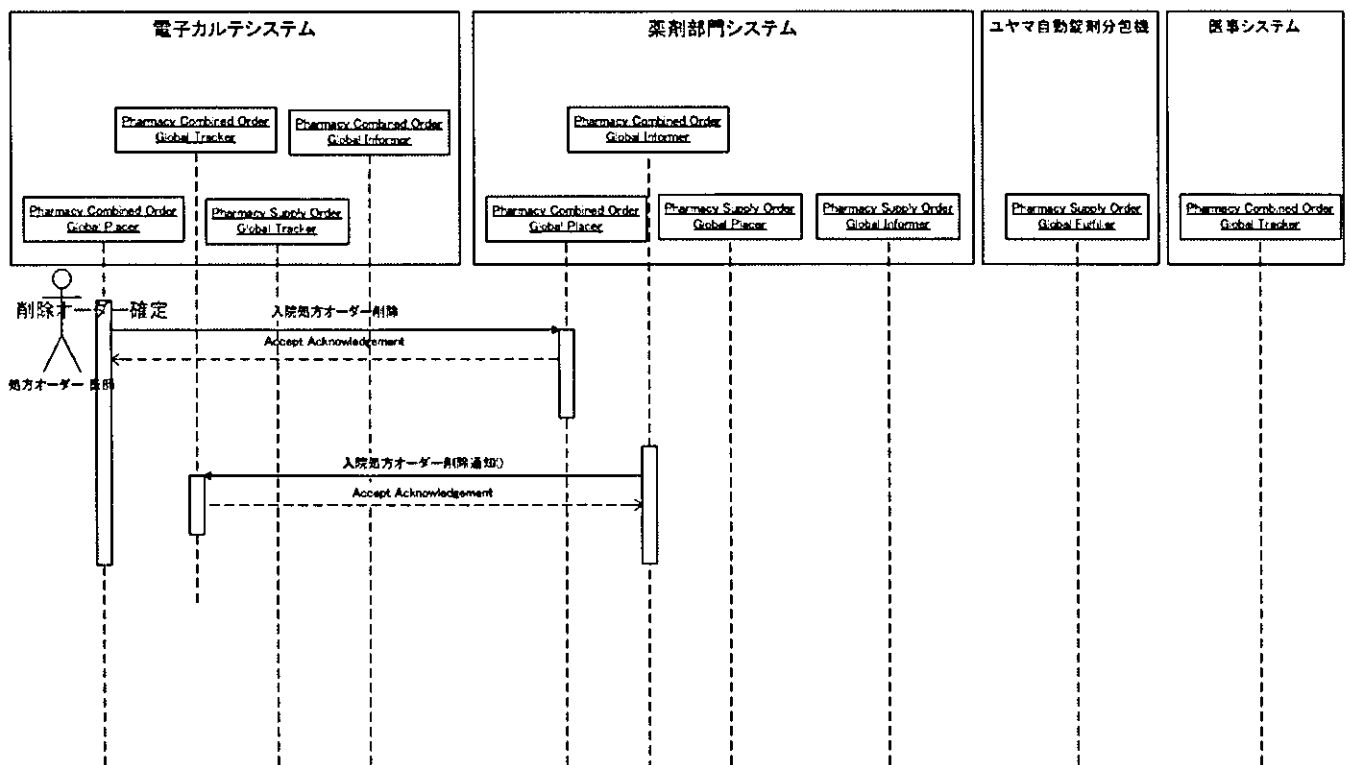 電子カルテシステム
薬剤部門システム
ユヤマ自動錠剤分包機
医事システム
Pharmacy Combined Order
Global Tracker
Pharmacy Combined Order
Global Informer
Pharmacy Combined Order
Global Informer
Pharmacy Combined Order
Global Placer
Pharmacy Supply Order
Global Tracker
Pharmacy Combined Order
Global Placer
Pharmacy Supply Order
Global Placer
Pharmacy Supply Order
Global Informer
Pharmacy Supply Order
Global Fulfiller
Pharmacy Combined Order
Global Tracker
削除オーダー確定
入院処方オーダー削除
Accept Acknowledgement
処方オーダー医師
入院処方オーダー削除通知()
Accept Acknowledgement